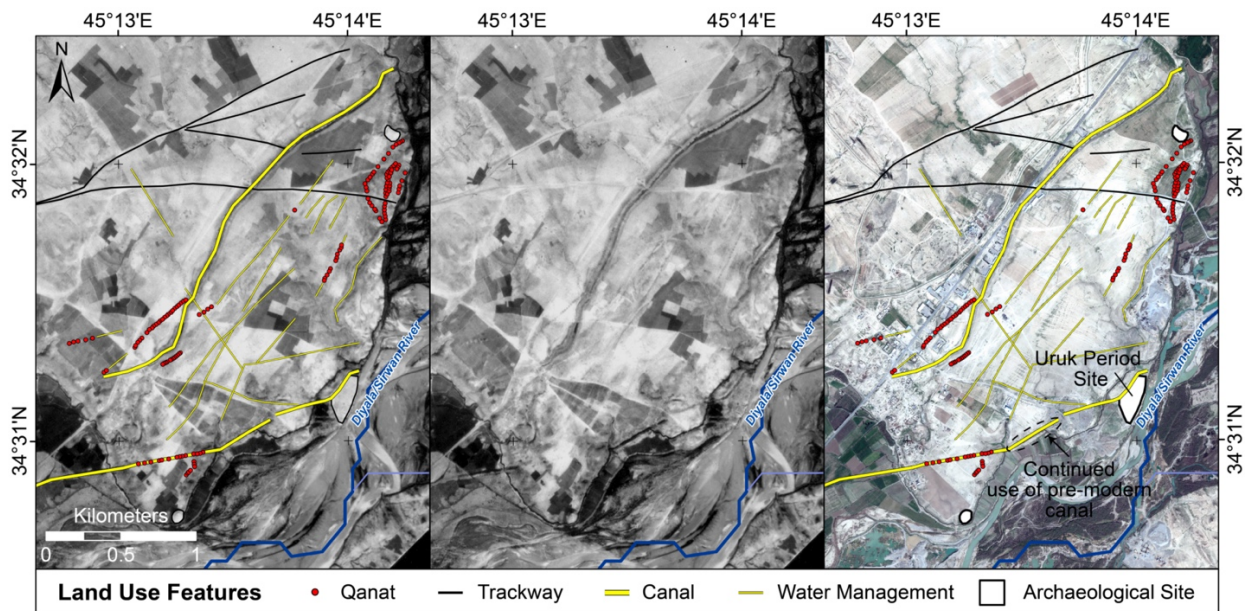 45°13'E 45°14'E 45°13'E 45°14'E 45°13'E 45°14'E
N
34°32'N 34°32'N
34°31'N 34°31'N
Diyala/Sirwan River
Kilometers
0 0.5 1
Diyala/Sirwan River
Uruk Period
Site
Diyala/Sirwan River
Continued
use of pre-modern
canal
Land Use Features Qanat Trackway Canal Water Management Archaeological Site